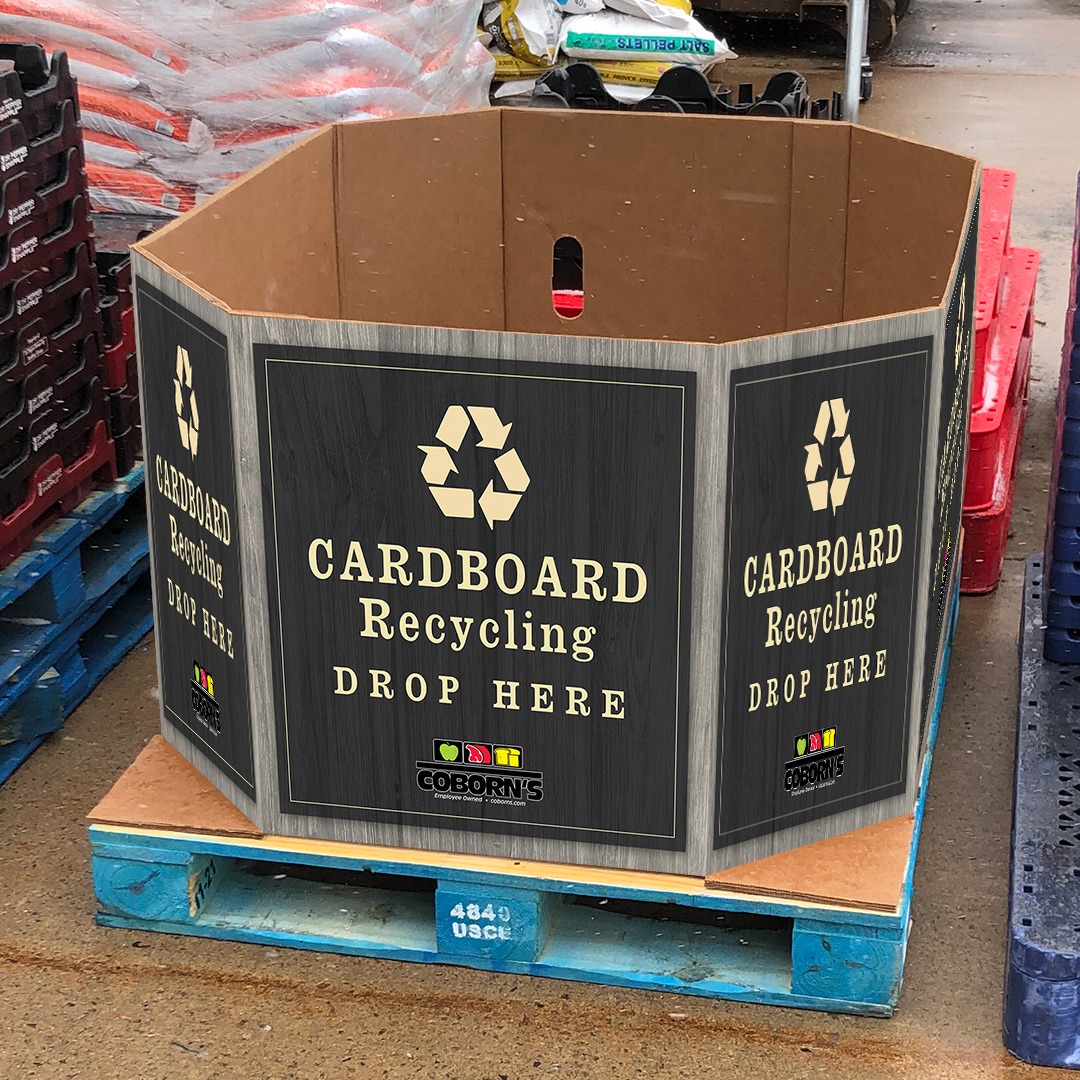 SALT PELLETS
CARDBOARD
Recycling
DROP HERE
COBORN'S
CARDBOARD
Recycling
DROP HERE
COBORN'S
Employee Owned • coborns.com
CARDBOARD
Recycling
DROP HERE
COBORN'S
4840
USCE